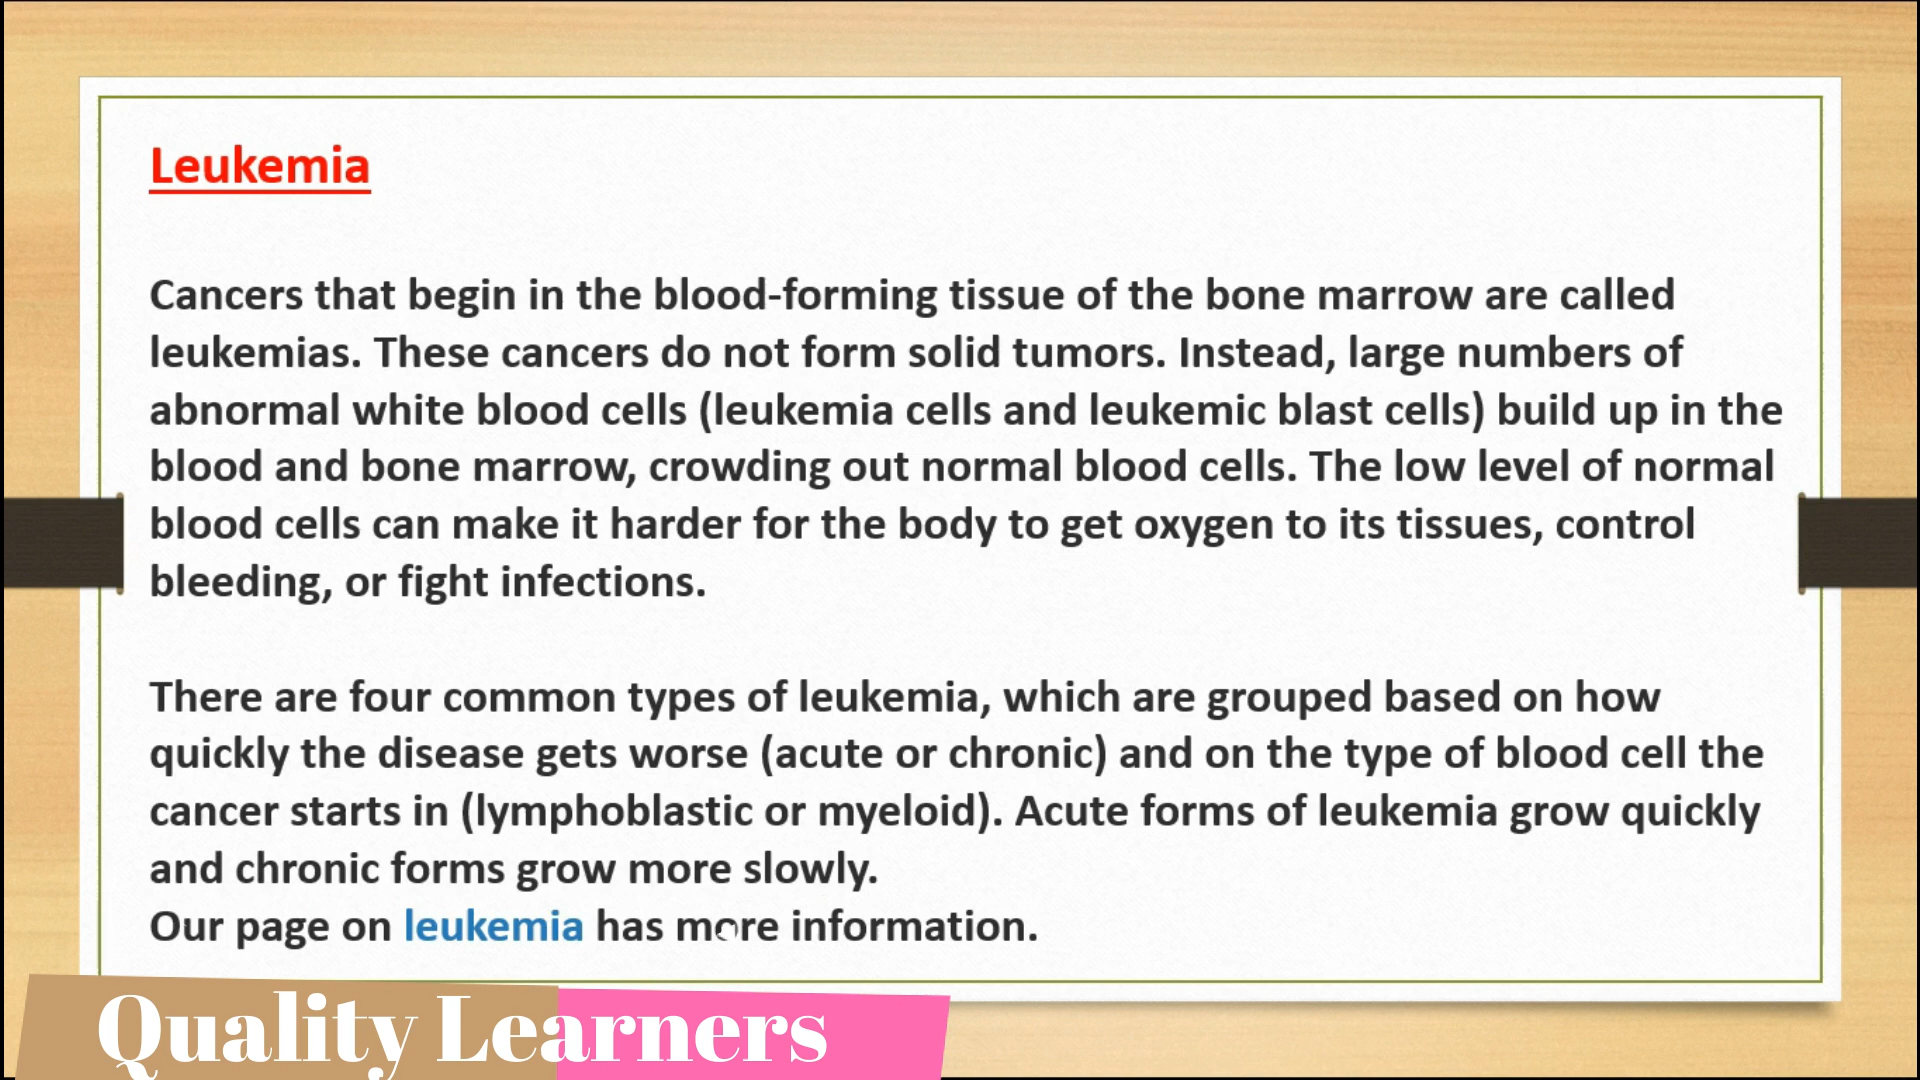 Leukemia
Cancers that begin in the blood-forming tissue of the bone marrow are called
leukemias. These cancers do not form solid tumors. Instead, large numbers of
abnormal white blood cells (leukemia cells and leukemic blast cells) build up in the
blood and bone marrow, crowding out normal blood cells. The low level of normal
blood cells can make it harder for the body to get oxygen to its tissues, control
bleeding, or fight infections.
There are four common types of leukemia, which are grouped based on how
quickly the disease gets worse (acute or chronic) and on the type of blood cell the
cancer starts in (lymphoblastic or myeloid). Acute forms of leukemia grow quickly
and chronic forms grow more slowly.
Our page on leukemia has more information.
Quality Learners